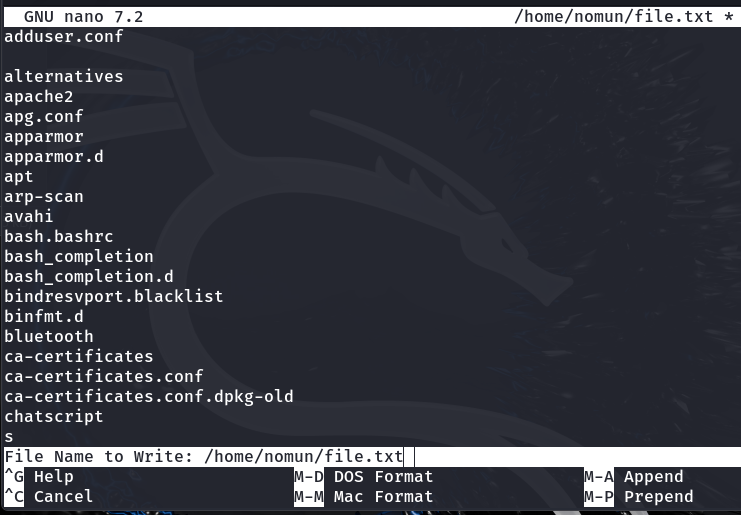 GNU nano 7.2 /home/nomun/file.txt *
adduser.conf
alternatives
apache2
apg.conf
apparmor
apparmor.d
apt
arp-scan
avahi
bash.bashrc
bash_completion
bash_completion.d
bindresvport.blacklist
binfmt.d
bluetooth
ca-certificates
ca-certificates.conf
ca-certificates.conf.dpkg-old
chatscript
s
File Name to Write: /home/nomun/file.txt
^G Help M-D DOS Format M-A Append
^C Cancel M-M Mac Format M-P Prepend